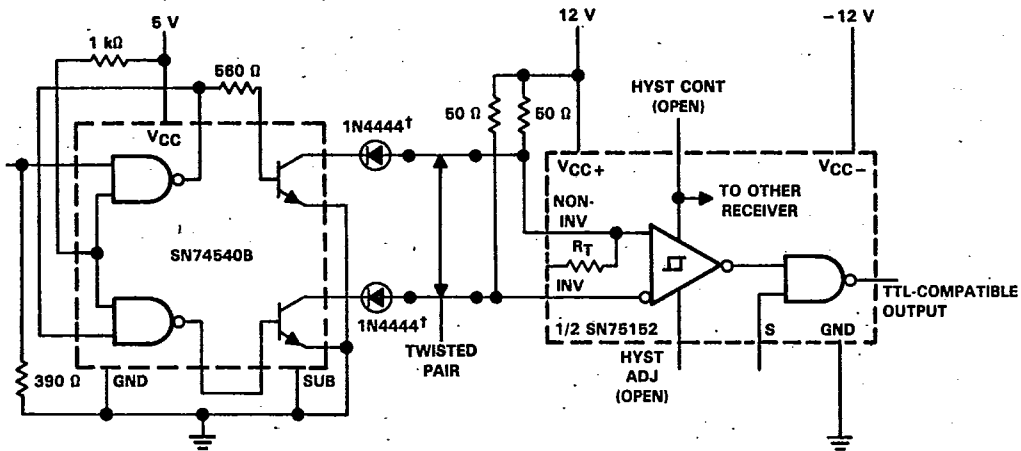 5 V
12 V
−12 V
1 kΩ
560 Ω
HYST CONT
(OPEN)
50 Ω
50 Ω
1N4444†
VCC
VCC+
VCC−
TO OTHER
RECEIVER
NON-
INV
RT
SN74540B
INV
1N4444†
TTL-COMPATIBLE
OUTPUT
TWISTED
PAIR
1/2 SN75152
S
GND
HYST
ADJ
(OPEN)
390 Ω
GND
SUB